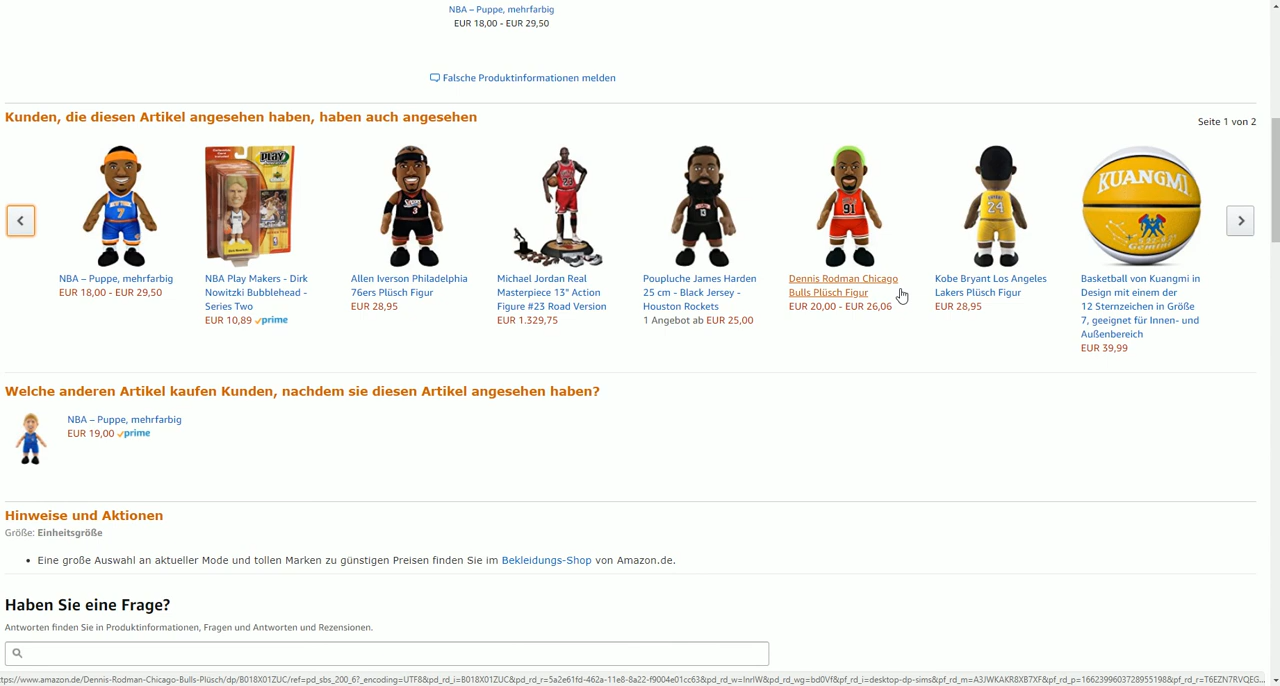 NBA – Puppe, mehrfarbig
EUR 18,00 - EUR 29,50
Falsche Produktinformationen melden
Kunden, die diesen Artikel angesehen haben, haben auch angesehen
Seite 1 von 2
NBA – Puppe, mehrfarbig
EUR 18,00 - EUR 29,50
NBA Play Makers - Dirk
Nowitzki Bubblehead -
Series Two
EUR 10,89 prime
Allen Iverson Philadelphia
76ers Plüsch Figur
EUR 28,95
Michael Jordan Real
Masterpiece 13" Action
Figure #23 Road Version
EUR 1.329,75
Poupluche James Harden
25 cm - Black Jersey -
Houston Rockets
1 Angebot ab EUR 25,00
Dennis Rodman Chicago
Bulls Plüsch Figur
EUR 20,00 - EUR 26,06
Kobe Bryant Los Angeles
Lakers Plüsch Figur
EUR 28,95
KUANGMI
Gemini
Basketball von Kuangmi in
Design mit einem der
12 Sternzeichen in Größe
7, geeignet für Innen- und
Außenbereich
EUR 39,99
Welche anderen Artikel kaufen Kunden, nachdem sie diesen Artikel angesehen haben?
NBA – Puppe, mehrfarbig
EUR 19,00 prime
Hinweise und Aktionen
Größe: Einheitsgröße
Eine große Auswahl an aktueller Mode und tollen Marken zu günstigen Preisen finden Sie im Bekleidungs-Shop von Amazon.de.
Haben Sie eine Frage?
Antworten finden Sie in Produktinformationen, Fragen und Antworten und Rezensionen.